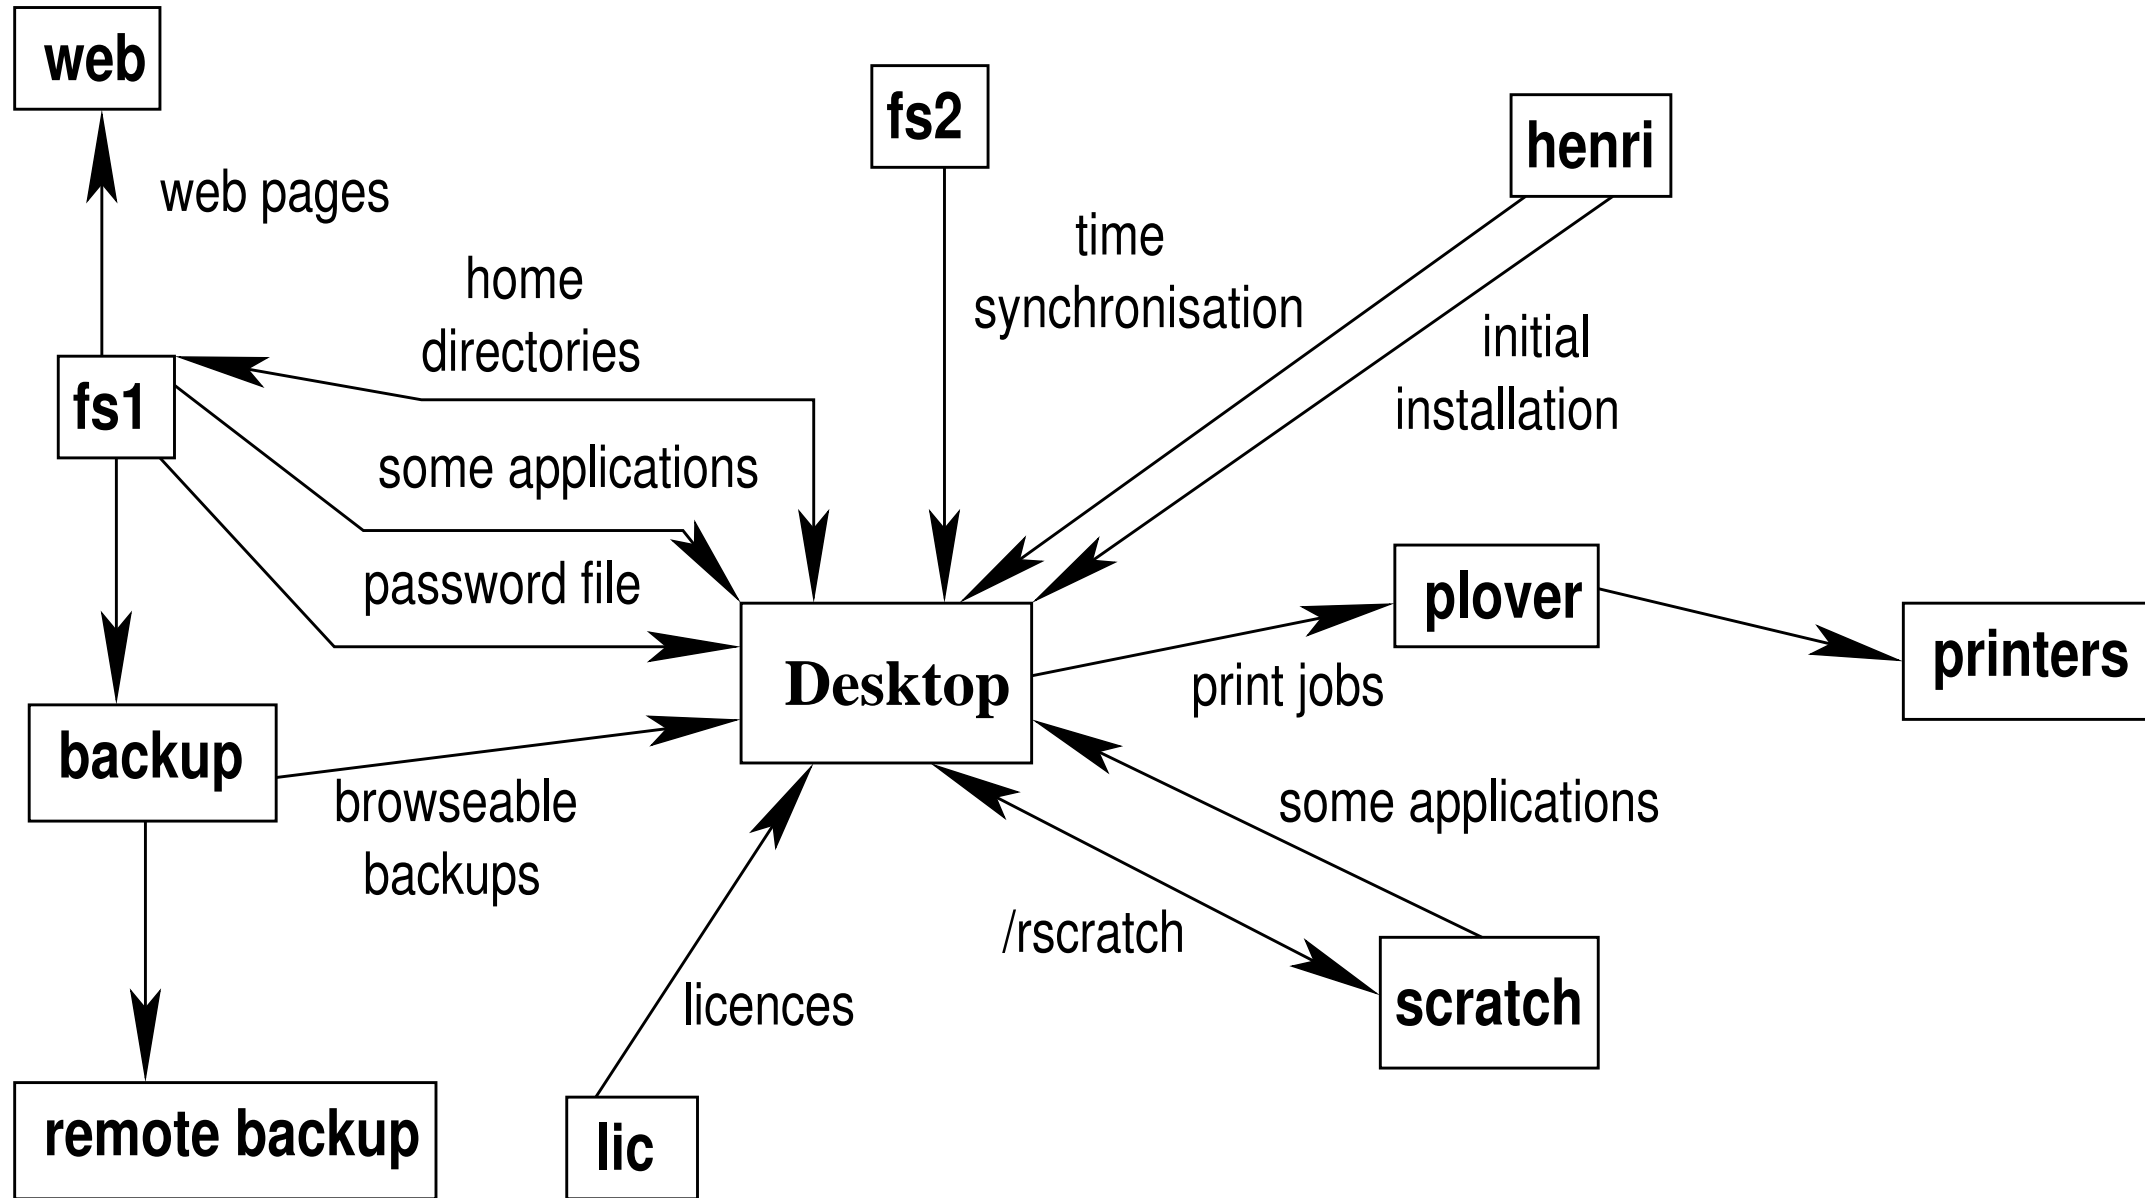 web
fs2
henri
web pages
time
synchronisation
home
directories
initial
installation
fs1
some applications
password file
plover
printers
Desktop
print jobs
backup
browseable
backups
some applications
/rscratch
licences
scratch
remote backup
lic